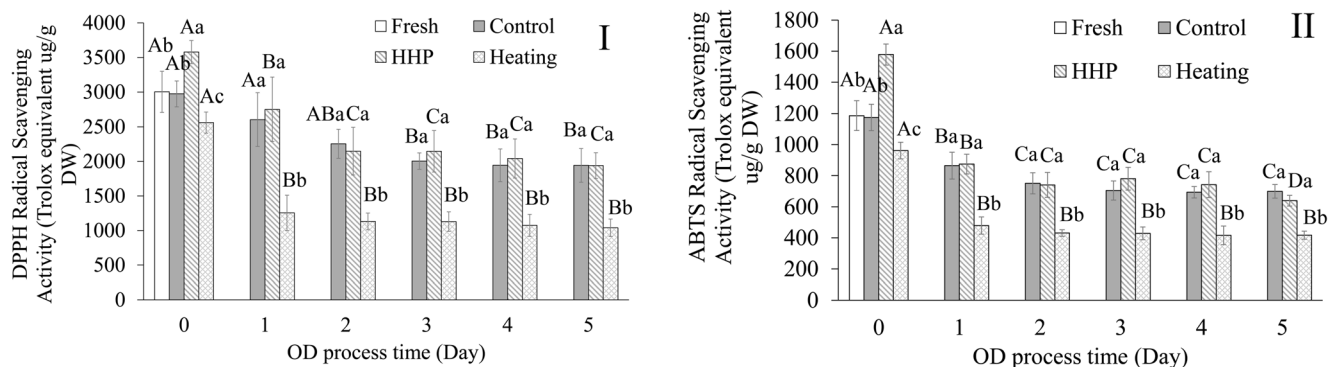 DPPH Radical Scavenging
Activity (Trolox equivalent ug/g
DW)
4000
3500
3000
2500
2000
1500
1000
500
0
Fresh
Control
HHP
Heating
I
Ab
Ab
Aa
Ac
Aa
Ba
Bb
ABa
Ca
Bb
Ba
Ca
Bb
Ba
Ca
Bb
Ba
Ca
Bb
0 1 2 3 4 5
OD process time (Day)
ABTS Radical Scavenging
Activity (Trolox equivalent
ug/g DW)
1800
1600
1400
1200
1000
800
600
400
200
0
Fresh
Control
HHP
Heating
II
Ab
Ab
Aa
Ac
Ba
Ba
Bb
Ca
Ca
Bb
Ca
Ca
Bb
Ca
Ca
Bb
Ca
Da
Bb
0 1 2 3 4 5
OD process time (Day)